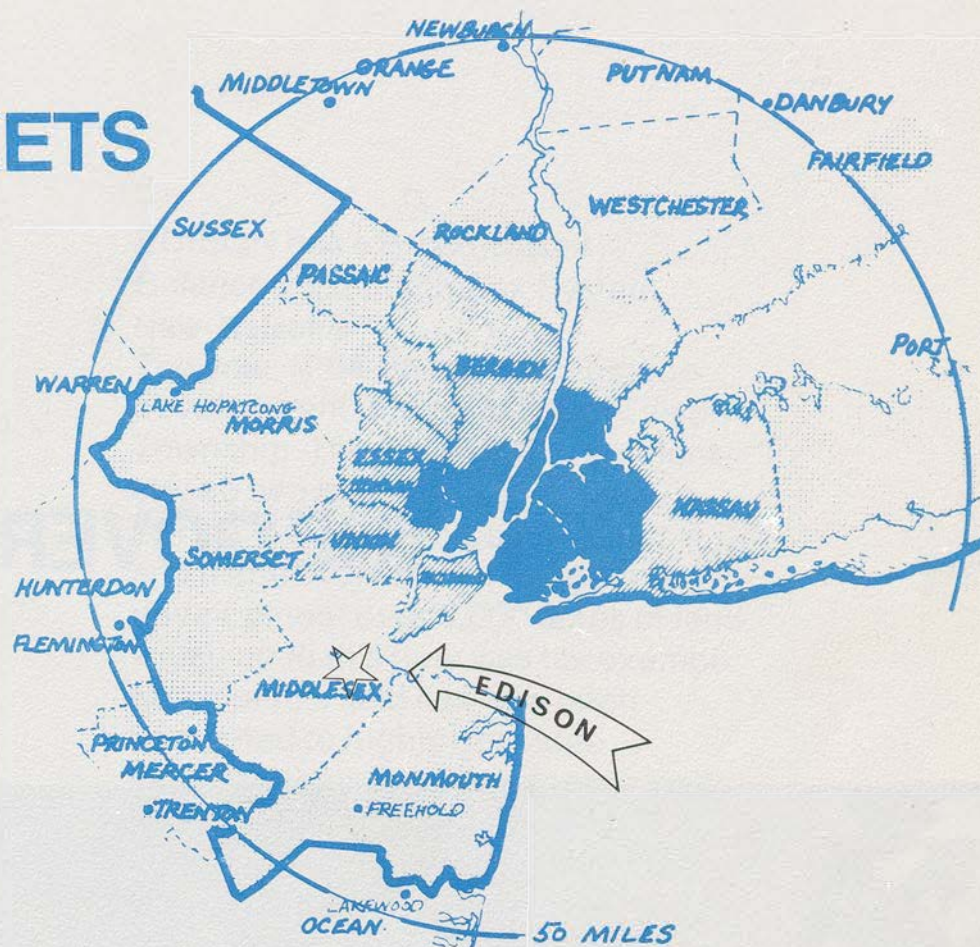 NEWBURGH
ORANGE
MIDDLETOWN
PUTNAM
DANBURY
ETS
FAIRFIELD
WESTCHESTER
SUSSEX
ROCKLAND
PASSAIC
PORT
BERGEN
WARREN
LAKE HOPATCONG
MORRIS
ESSEX
NASSAU
UNION
SOMERSET
HUNTERDON
FLEMINGTON
MIDDLESEX
EDISON
PRINCETON
MERCER
MONMOUTH
TRENTON
FREEHOLD
LAKEWOOD
OCEAN
50 MILES